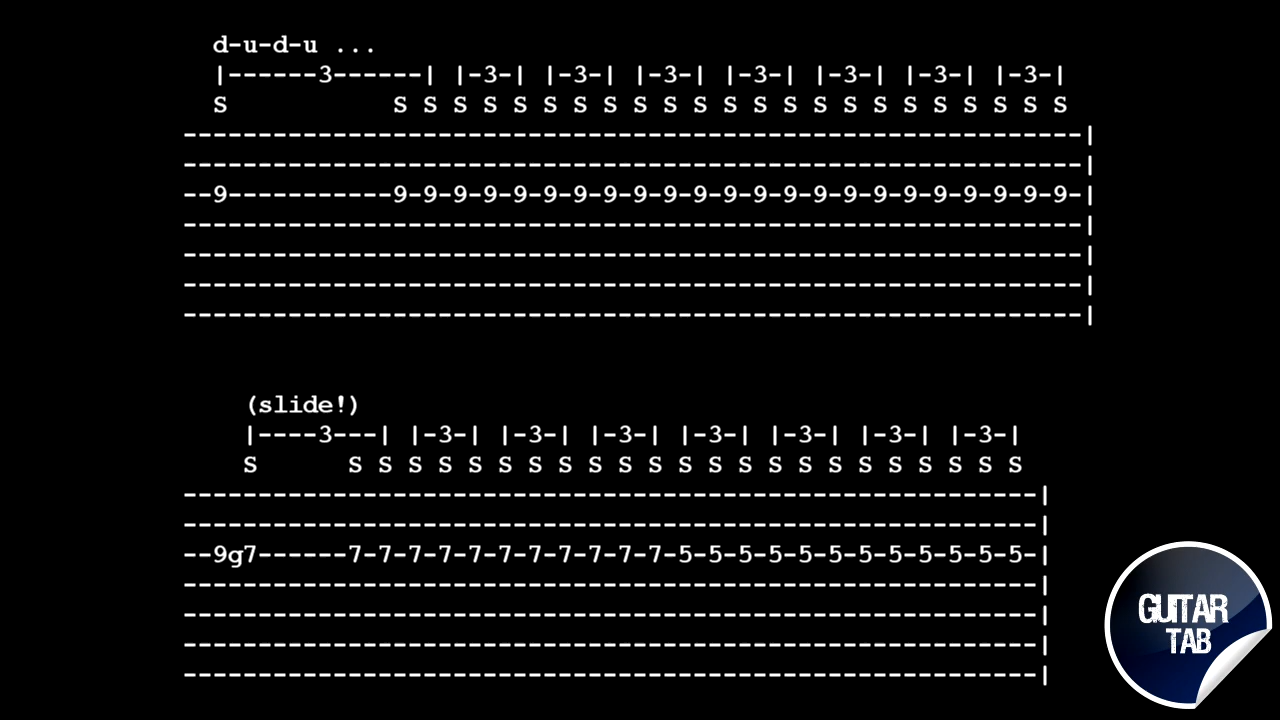 d-u-d-u ...
|------3------| |-3-| |-3-| |-3-| |-3-| |-3-| |-3-| |-3-|
S           S S S S S S S S S S S S S S S S S S S S S S S
------------------------------------------------------------|
------------------------------------------------------------|
--9-----------9-9-9-9-9-9-9-9-9-9-9-9-9-9-9-9-9-9-9-9-9-9-9-|
------------------------------------------------------------|
------------------------------------------------------------|
------------------------------------------------------------|
------------------------------------------------------------|
(slide!)
|----3---| |-3-| |-3-| |-3-| |-3-| |-3-| |-3-| |-3-|
S      S S S S S S S S S S S S S S S S S S S S S S S
---------------------------------------------------------|
---------------------------------------------------------|
--9g7------7-7-7-7-7-7-7-7-7-7-7-5-5-5-5-5-5-5-5-5-5-5-5-|
---------------------------------------------------------|
---------------------------------------------------------|
---------------------------------------------------------|
---------------------------------------------------------|
GUITAR
TAB